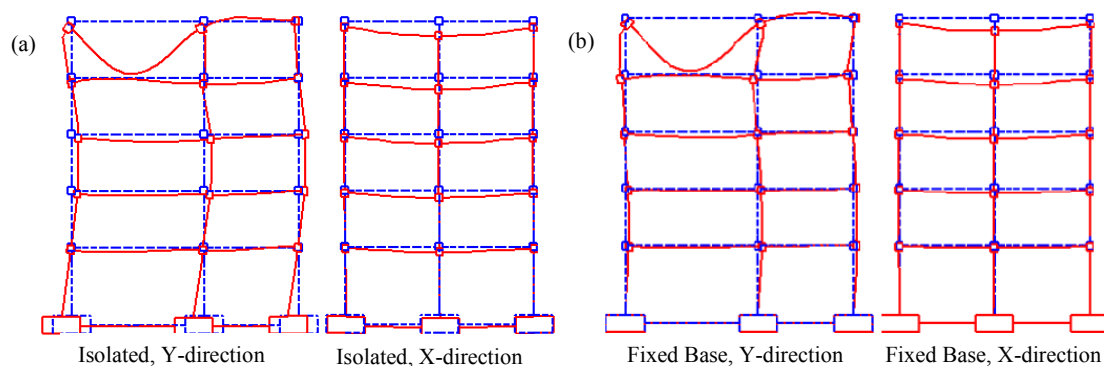 (a)
(b)
Isolated, Y-direction
Isolated, X-direction
Fixed Base, Y-direction
Fixed Base, X-direction